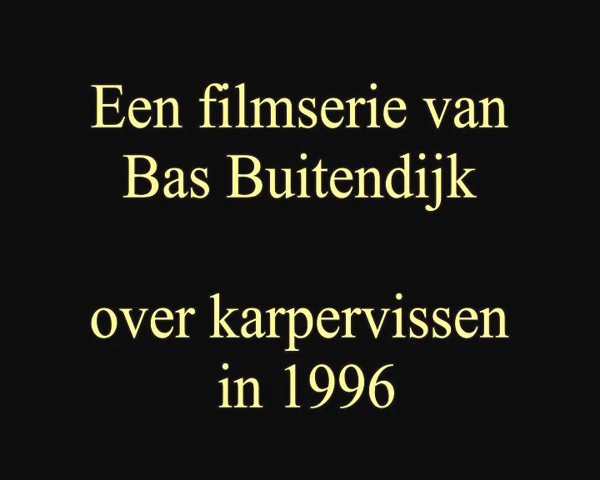 Een filmserie van
Bas Buitendijk
over karpervissen
in 1996